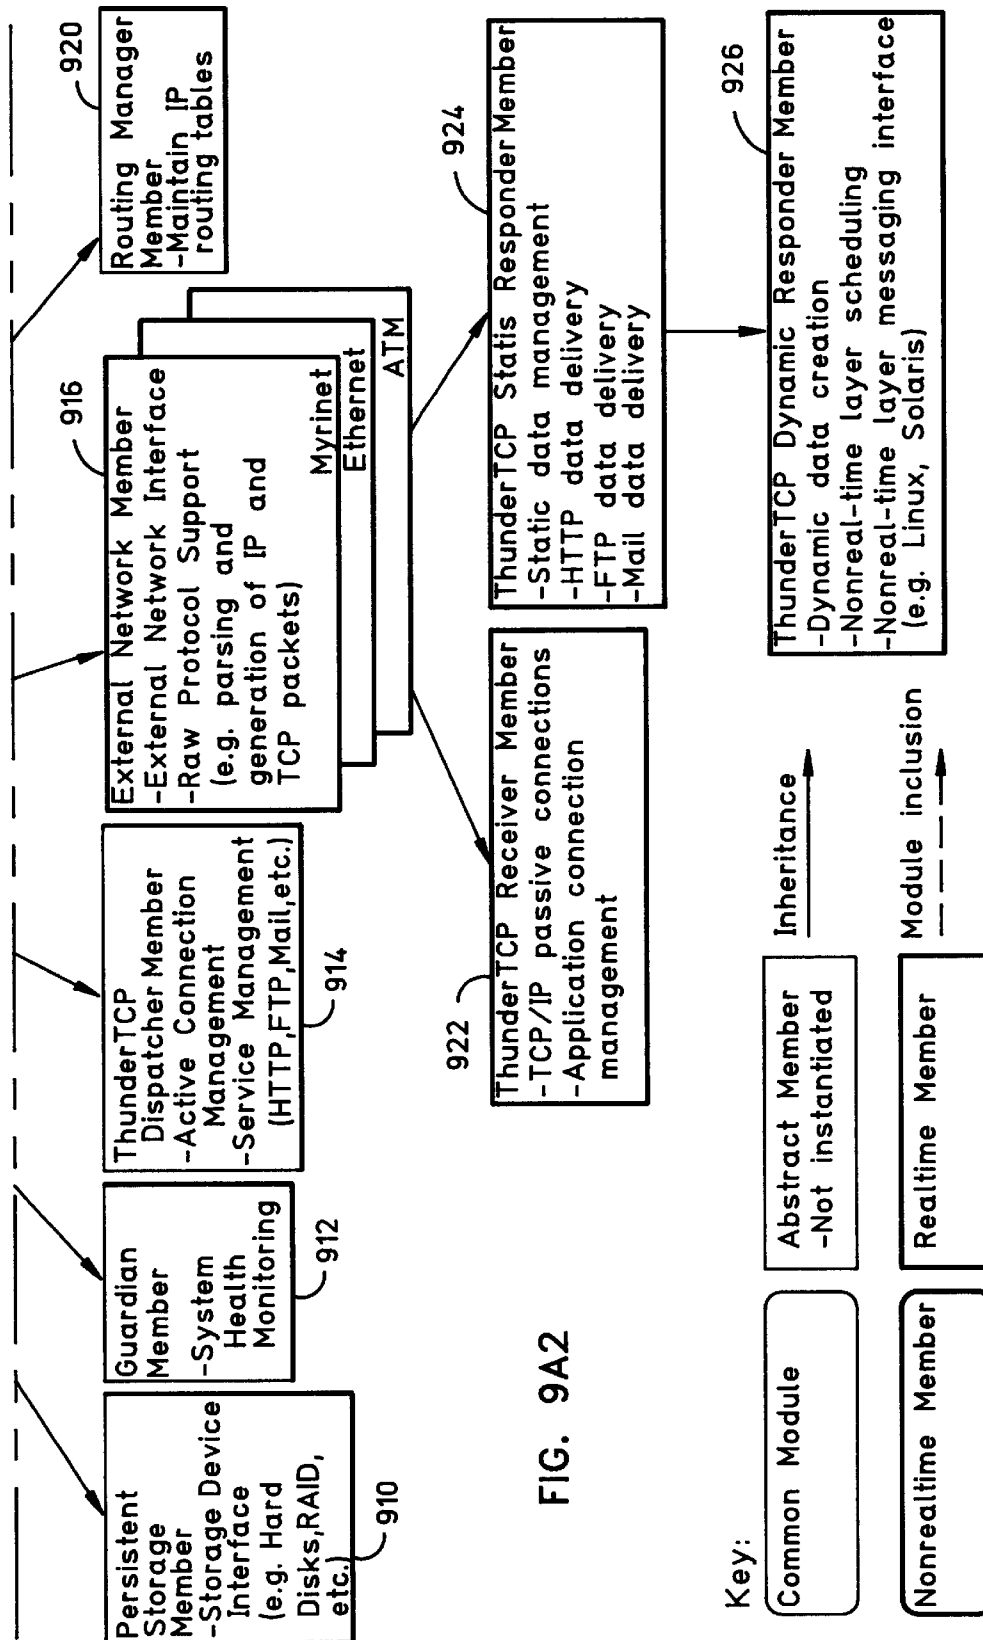 Persistent
Storage
Member
-Storage Device
Interface
(e.g. Hard
Disks,RAID,
etc.
910
Guardian
Member
-System
Health
Monitoring
912
ThunderTCP
Dispatcher Member
-Active Connection
Management
-Service Management
(HTTP,FTP,Mail,etc.)
914
External Network Member
-External Network Interface
-Raw Protocol Support
(e.g. parsing and
generation of IP and
TCP packets)
Myrinet
Ethernet
ATM
916
Routing Manager
Member
-Maintain IP
routing tables
920
922
ThunderTCP Receiver Member
-TCP/IP passive connections
-Application connection
management
ThunderTCP Statis Responder Member
-Static data management
-HTTP data delivery
-FTP data delivery
-Mail data delivery
924
ThunderTCP Dynamic Responder Member
-Dynamic data creation
-Nonreal-time layer scheduling
-Nonreal-time layer messaging interface
(e.g. Linux, Solaris)
926
FIG. 9A2
Key:
Common Module
Abstract Member
-Not instantiated
Inheritance
Nonrealtime Member
Realtime Member
Module inclusion